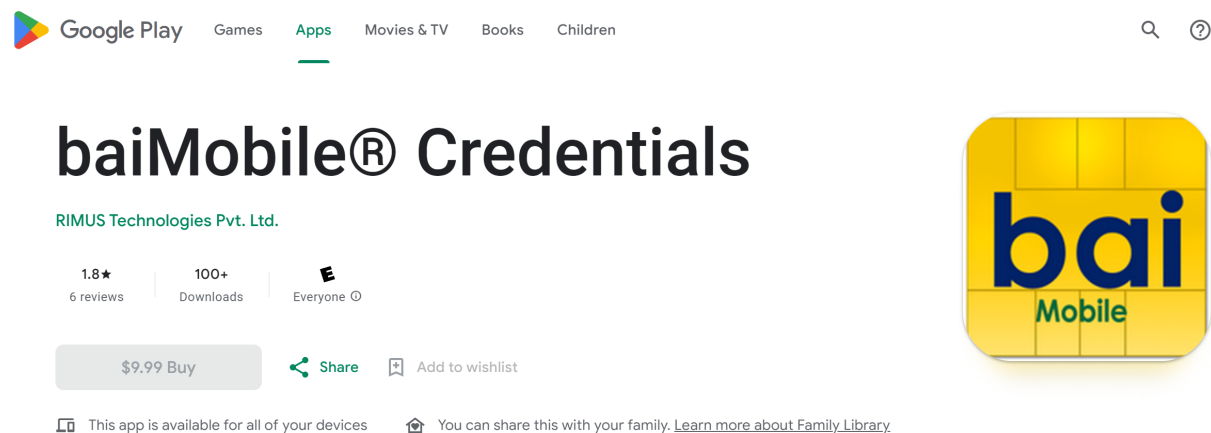 Google Play Games Apps Movies & TV Books Children
baiMobile® Credentials
RIMUS Technologies Pvt. Ltd.
1.8★ 100+ E
6 reviews Downloads Everyone
$9.99 Buy Share Add to wishlist
This app is available for all of your devices You can share this with your family. Learn more about Family Library
bai
Mobile